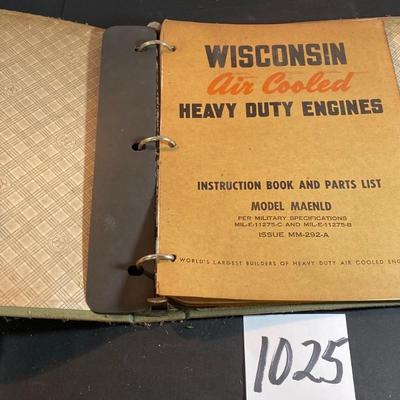 WISCONSIN
Air Cooled
HEAVY DUTY ENGINES
INSTRUCTION BOOK AND PARTS LIST
MODEL MAENLD
PER MILITARY SPECIFICATIONS
MIL-E-11275-C AND MIL-E-11275-B
ISSUE MM-292-A
WORLD'S LARGEST BUILDERS OF HEAVY DUTY AIR COOLED ENG
1025